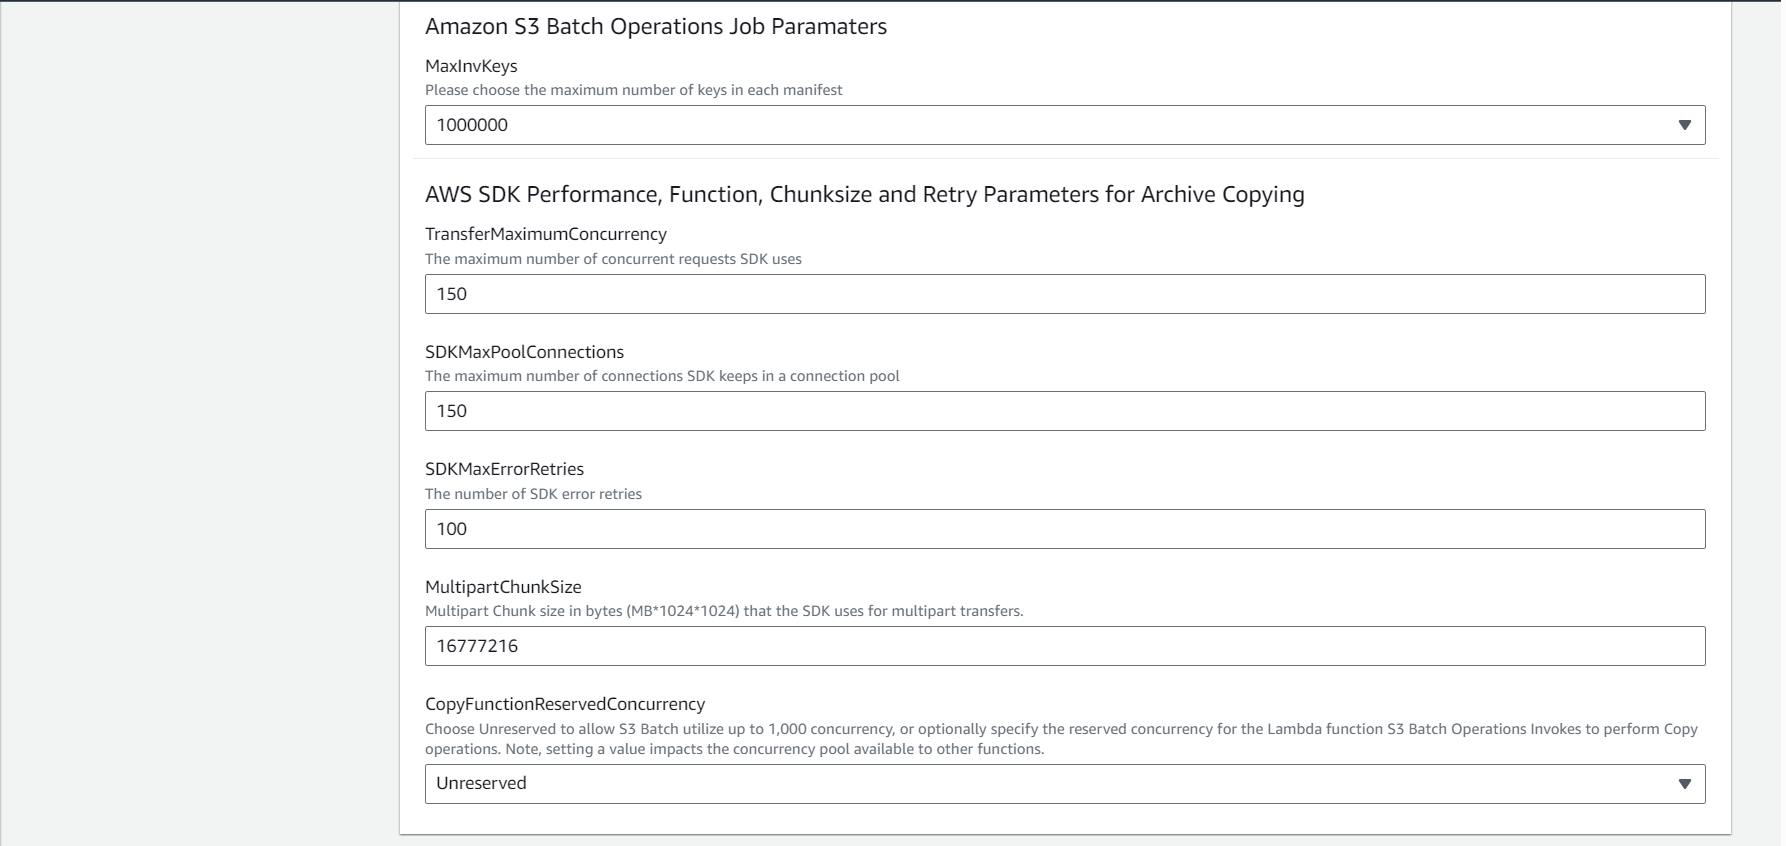 Amazon S3 Batch Operations Job Paramaters
MaxInvKeys
Please choose the maximum number of keys in each manifest
1000000
AWS SDK Performance, Function, Chunksize and Retry Parameters for Archive Copying
TransferMaximumConcurrency
The maximum number of concurrent requests SDK uses
150
SDKMaxPoolConnections
The maximum number of connections SDK keeps in a connection pool
150
SDKMaxErrorRetries
The number of SDK error retries
100
MultipartChunkSize
Multipart Chunk size in bytes (MB*1024*1024) that the SDK uses for multipart transfers.
16777216
CopyFunctionReservedConcurrency
Choose Unreserved to allow S3 Batch utilize up to 1,000 concurrency, or optionally specify the reserved concurrency for the Lambda function S3 Batch Operations Invokes to perform Copy
operations. Note, setting a value impacts the concurrency pool available to other functions.
Unreserved